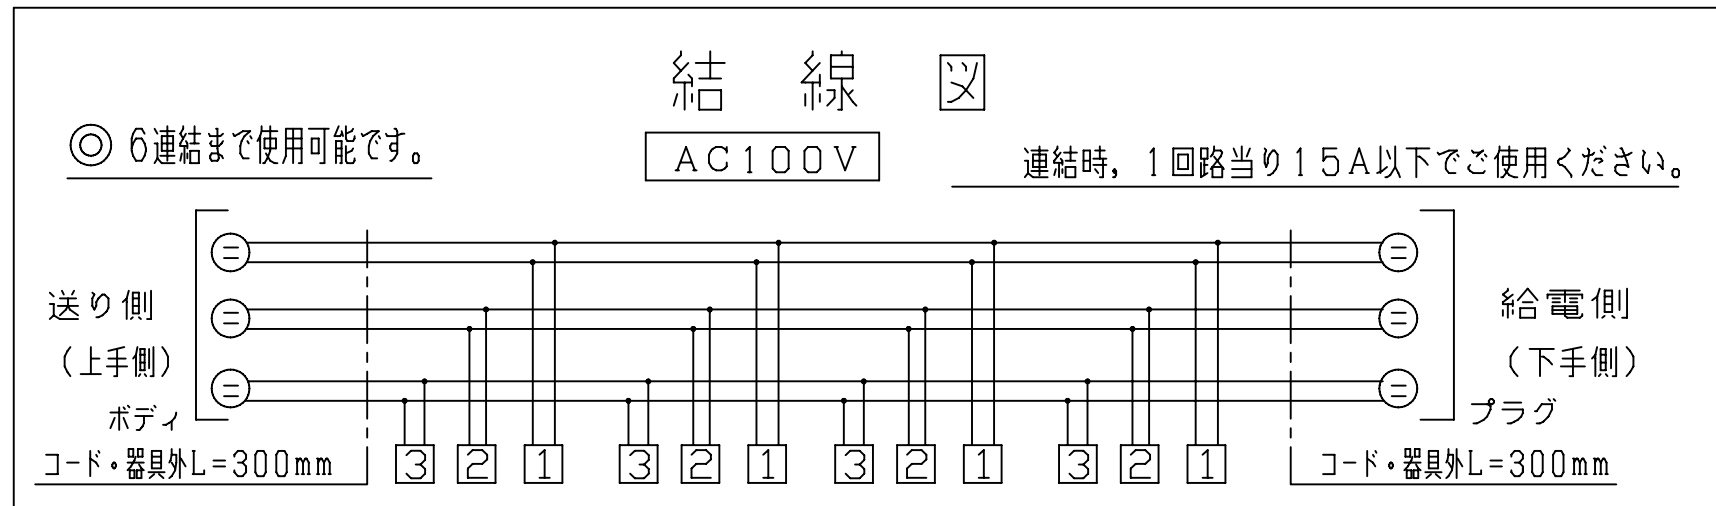 結線図
◎ 6連結まで使用可能です。
AC100V
連結時, 1回路当り15A以下でご使用ください。
送り側
(上手側)
ボディ
コード・器具外L=300mm
給電側
(下手側)
プラグ
コード・器具外L=300mm
3 2 1 3 2 1 3 2 1 3 2 1